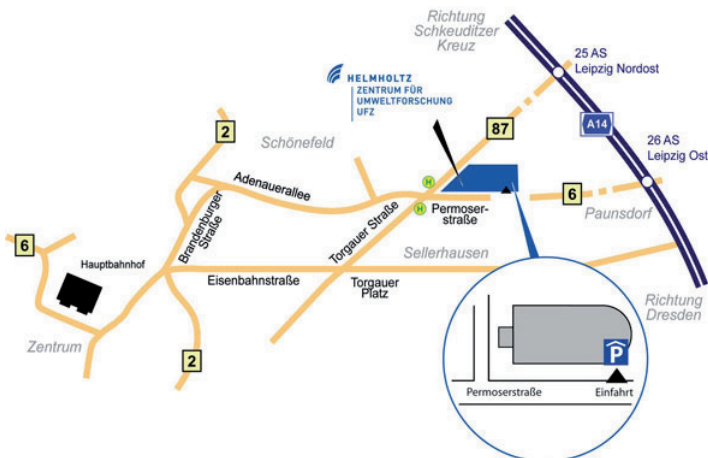 Richtung
Schkeuditzer
Kreuz
25 AS
Leipzig Nordost
HELMHOLTZ
ZENTRUM FÜR
UMWELTFORSCHUNG
UFZ
87
A14
2
Schönefeld
26 AS
Leipzig Ost
Adenauerallee
H
H
Permoser-
straße
6
Paunsdorf
Brandenburger
Straße
Torgauer Straße
6
Hauptbahnhof
Sellerhausen
Eisenbahnstraße
Torgauer
Platz
Richtung
Dresden
Zentrum
2
P
Permoserstraße
Einfahrt